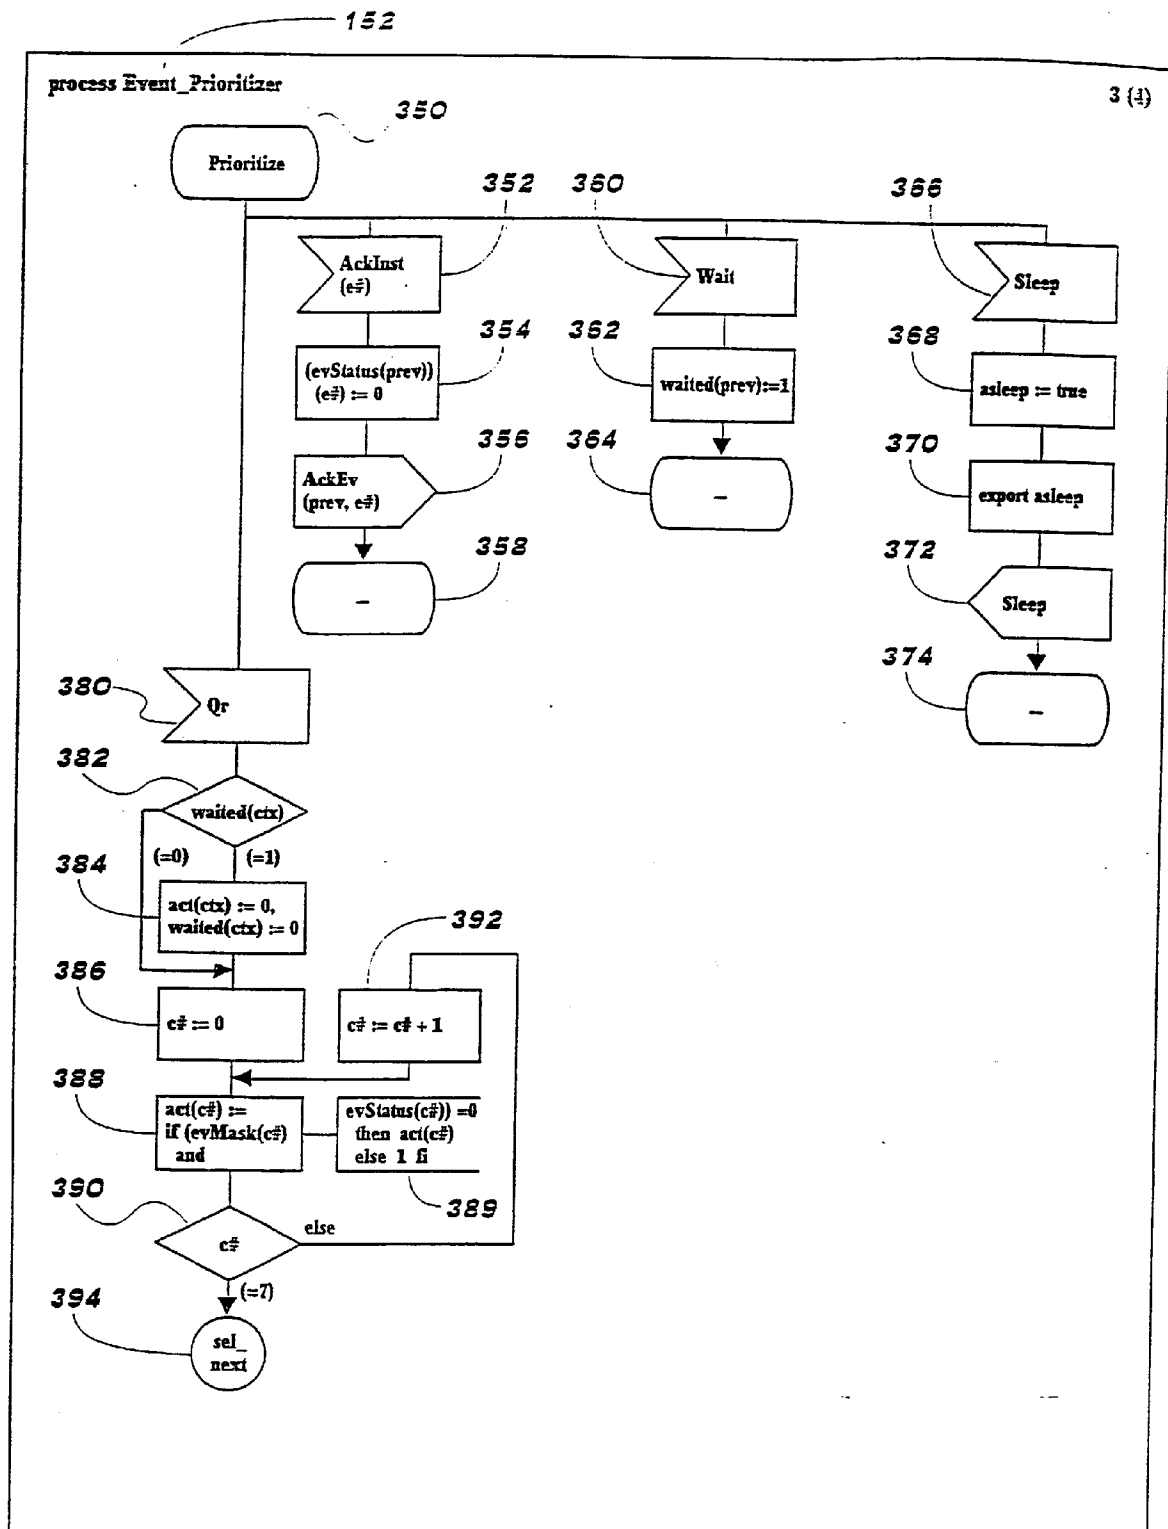 152
process Event_Prioritizer
3 (4)
350
Prioritize
352
360
366
AckInst
(e#)
Wait
Sleep
354
362
368
(evStatus(prev))
(e#) := 0
waited(prev):=1
asleep := true
356
364
370
AckEv
(prev, e#)
–
export asleep
358
372
–
Sleep
374
380
Qr
–
382
waited(ctx)
(=0)
(=1)
384
act(ctx) := 0,
waited(ctx) := 0
392
386
c# := 0
c# := c# + 1
388
act(c#) :=
if (evMask(c#)
and
evStatus(c#)) =0
then act(c#)
else 1 fi
390
389
else
c#
(=7)
394
sel_
next